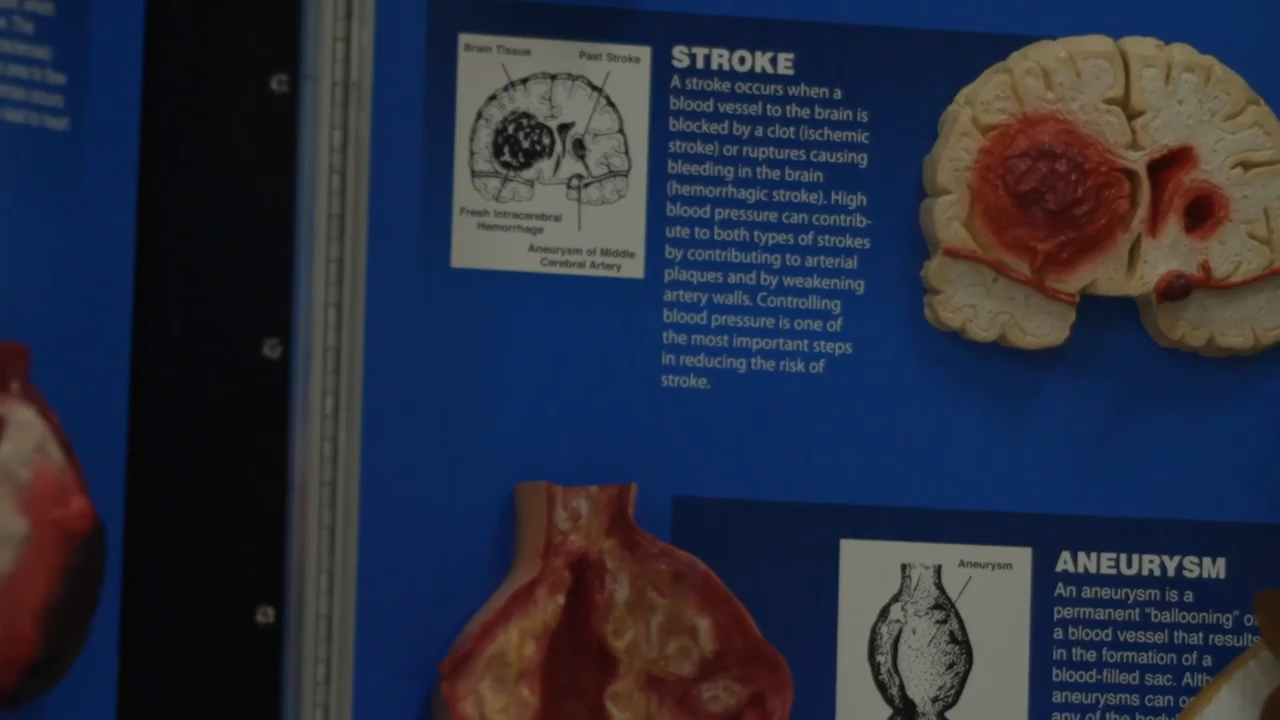 Brain Tissue
Past Stroke
Fresh Intracerebral
Hemorrhage
Aneurysm of Middle
Cerebral Artery
STROKE
A stroke occurs when a
blood vessel to the brain is
blocked by a clot (ischemic
stroke) or ruptures causing
bleeding in the brain
(hemorrhagic stroke). High
blood pressure can contrib-
ute to both types of strokes
by contributing to arterial
plaques and by weakening
artery walls. Controlling
blood pressure is one of
the most important steps
in reducing the risk of
stroke.
Aneurysm
ANEURYSM
An aneurysm is a
permanent "ballooning"
a blood vessel that results
in the formation of a
blood-filled sac.
aneurysms can
any of the